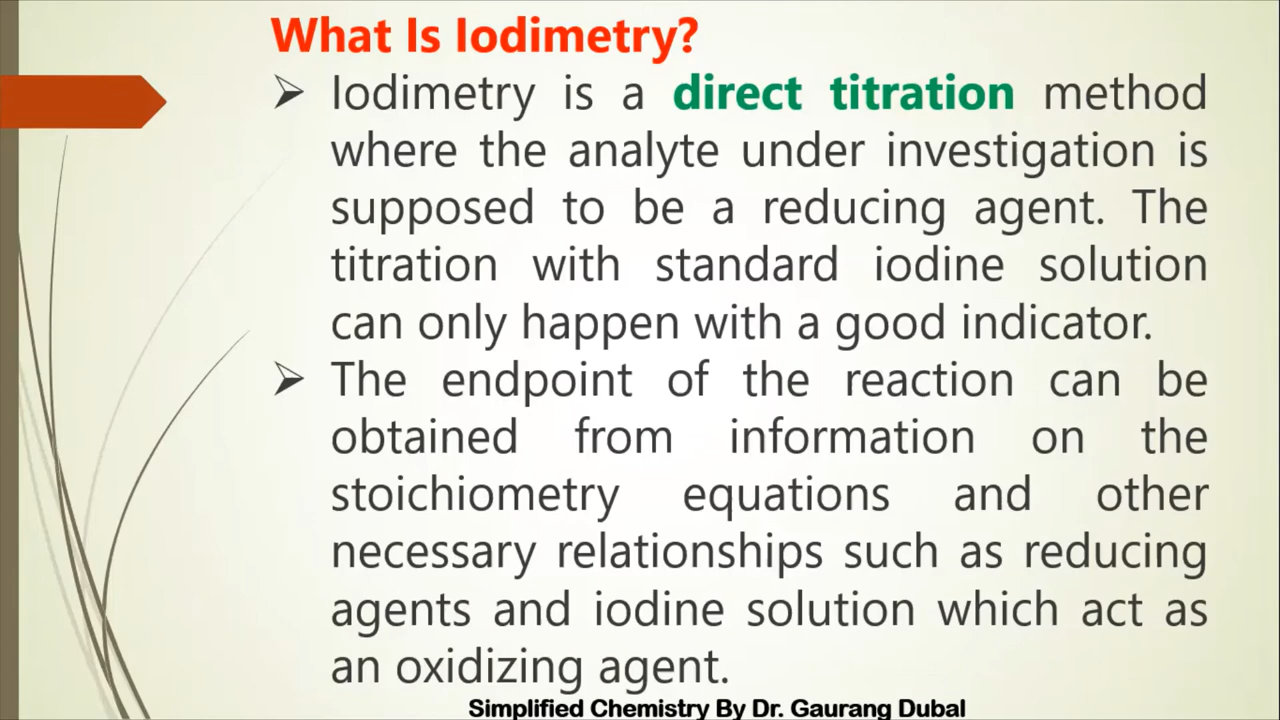 What Is Iodimetry?
➢ Iodimetry is a direct titration method
where the analyte under investigation is
supposed to be a reducing agent. The
titration with standard iodine solution
can only happen with a good indicator.
➢ The endpoint of the reaction can be
obtained from information on the
stoichiometry equations and other
necessary relationships such as reducing
agents and iodine solution which act as
an oxidizing agent.
Simplified Chemistry By Dr. Gaurang Dubal